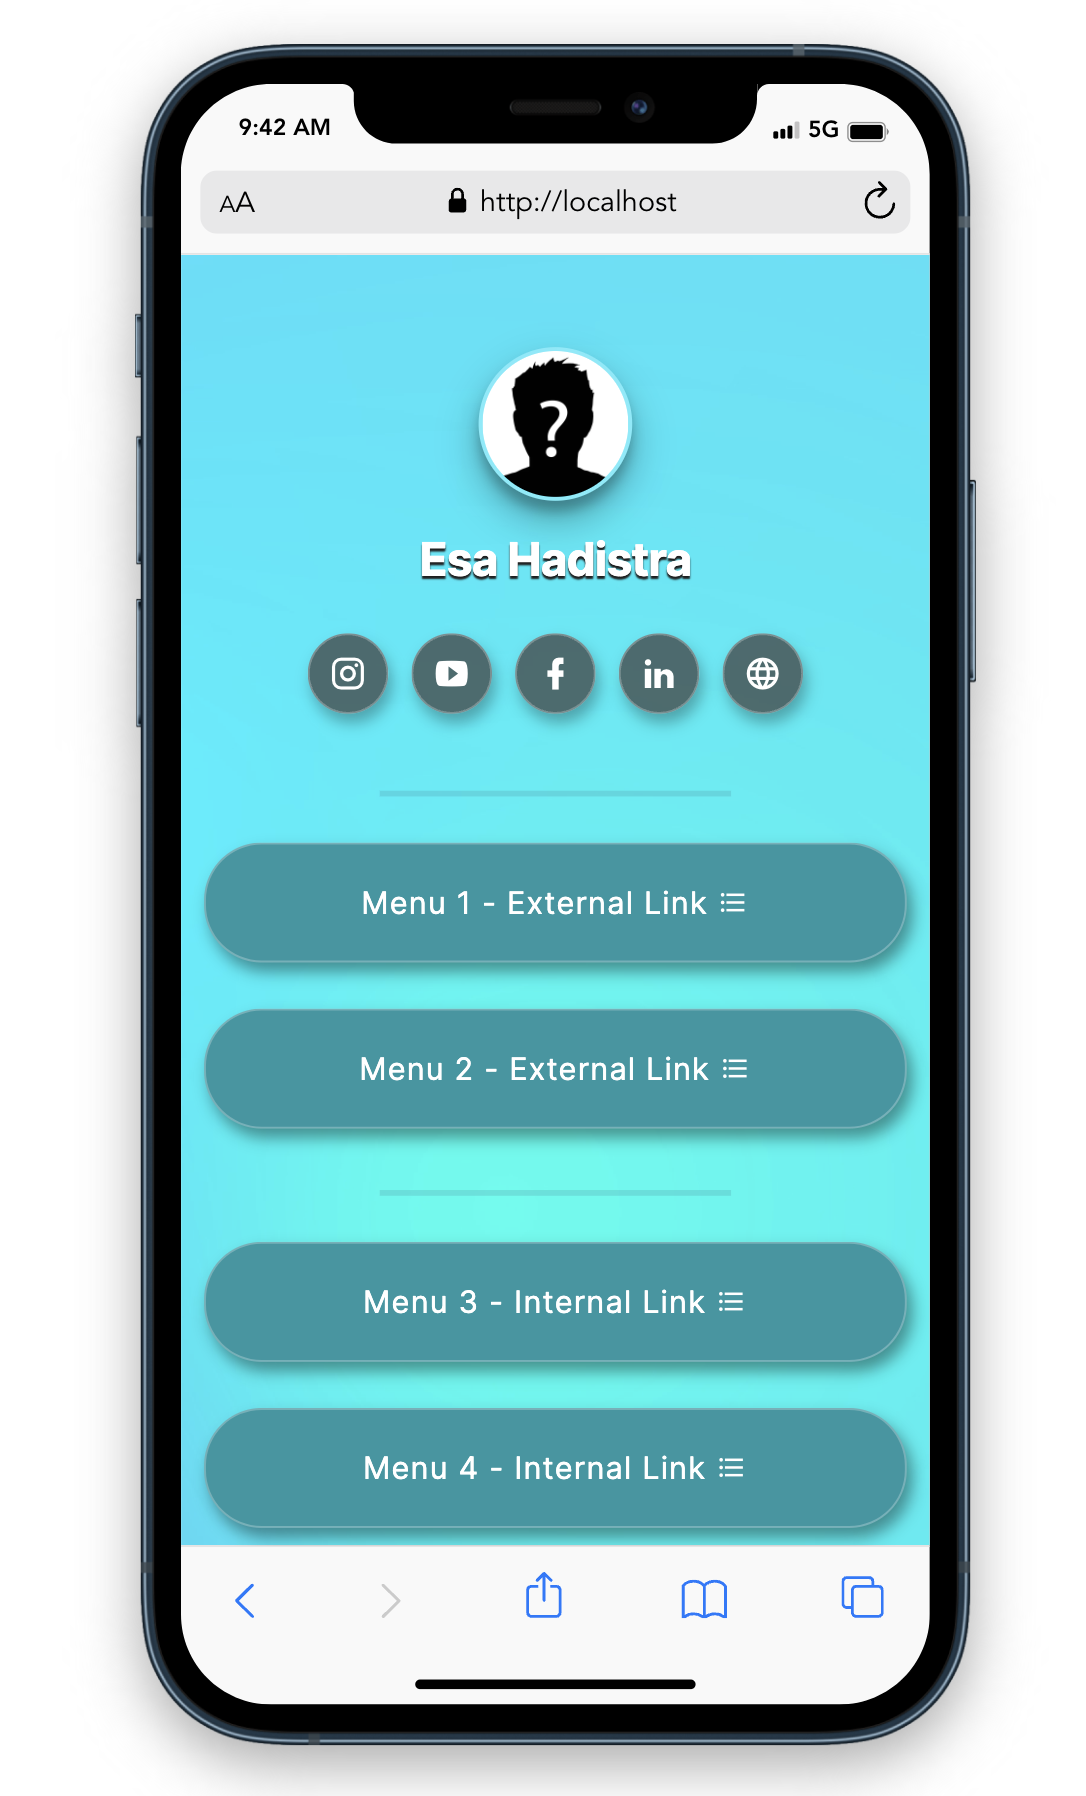 9:42 AM
5G
AA
http://localhost
?
Esa Hadistra
in
Menu 1 - External Link
Menu 2 - External Link
Menu 3 - Internal Link
Menu 4 - Internal Link